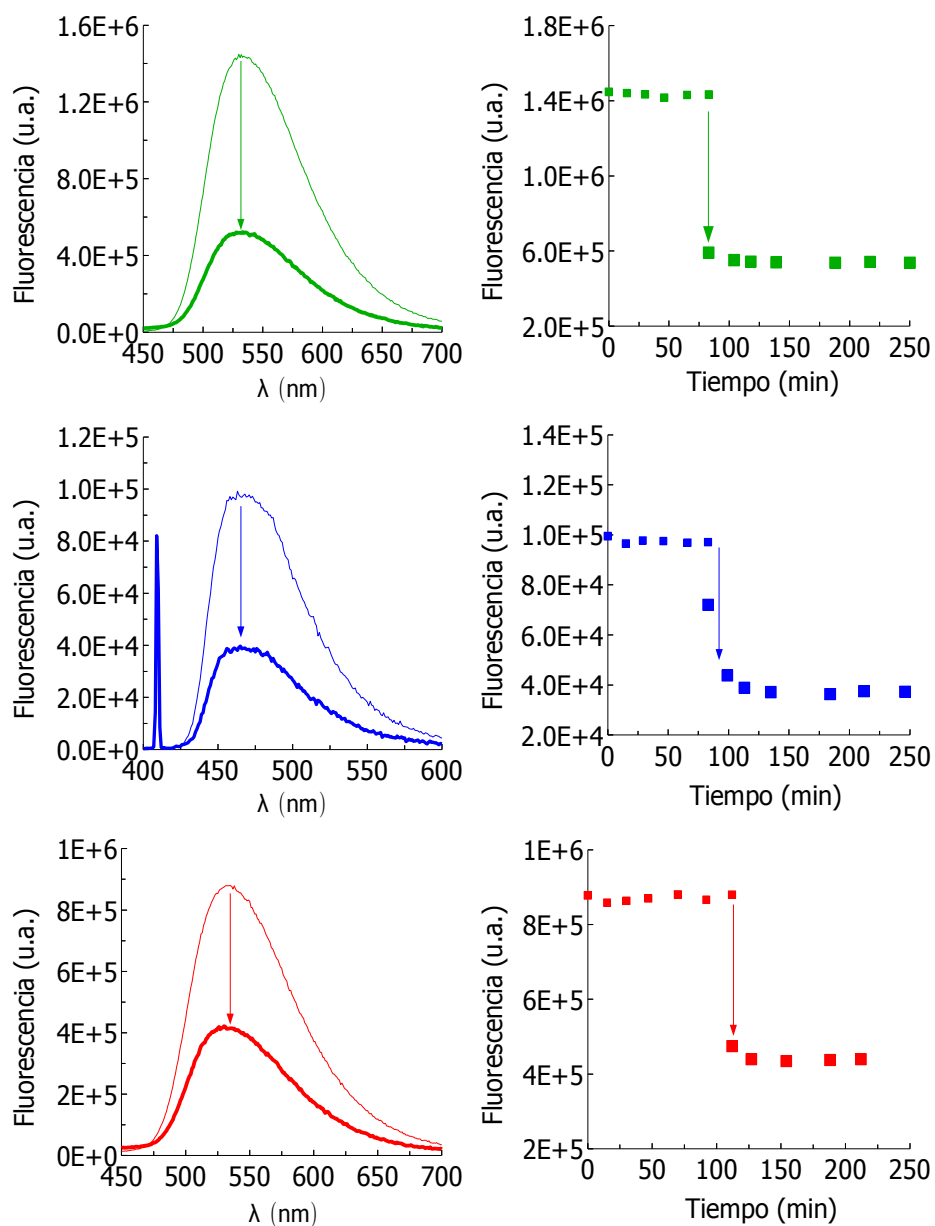 Fluorescencia (u.a.)
1.6E+6
1.2E+6
8.0E+5
4.0E+5
0.0E+0
450 500 550 600 650 700
λ (nm)
Fluorescencia (u.a.)
1.8E+6
1.4E+6
1.0E+6
6.0E+5
2.0E+5
0 50 100 150 200 250
Tiempo (min)
Fluorescencia (u.a.)
1.2E+5
1.0E+5
8.0E+4
6.0E+4
4.0E+4
2.0E+4
0.0E+0
400 450 500 550 600
λ (nm)
Fluorescencia (u.a.)
1.4E+5
1.2E+5
1.0E+5
8.0E+4
6.0E+4
4.0E+4
2.0E+4
0 50 100 150 200 250
Tiempo (min)
Fluorescencia (u.a.)
1E+6
8E+5
6E+5
4E+5
2E+5
0E+0
450 500 550 600 650 700
λ (nm)
Fluorescencia (u.a.)
1E+6
8E+5
6E+5
4E+5
2E+5
0 50 100 150 200 250
Tiempo (min)